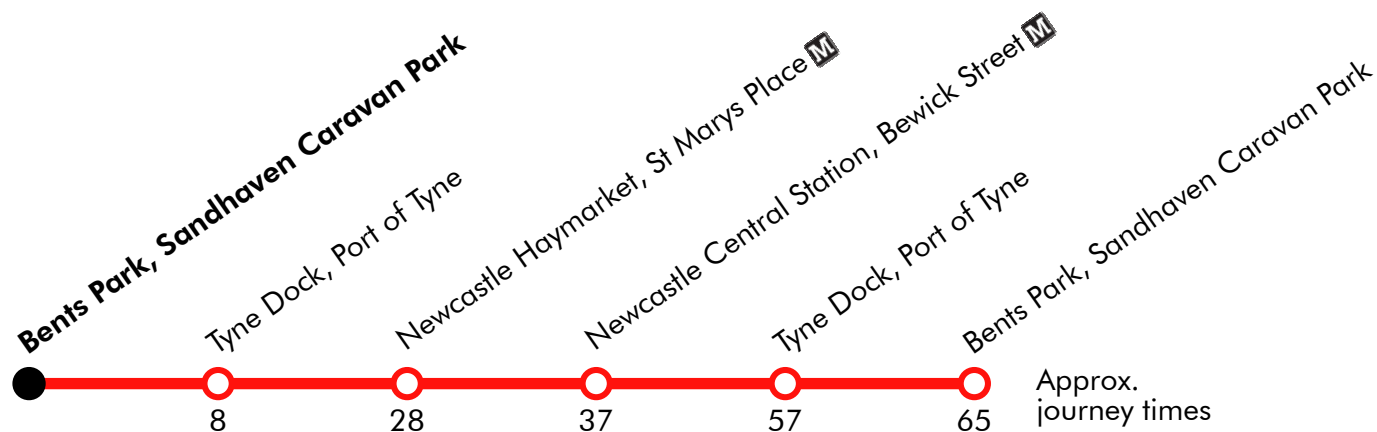 Bents Park, Sandhaven Caravan Park
Tyne Dock, Port of Tyne
Newcastle Haymarket, St Marys Place M
Newcastle Central Station, Bewick Street M
Tyne Dock, Port of Tyne
Bents Park, Sandhaven Caravan Park
8 28 37 57 65
Approx.
journey times